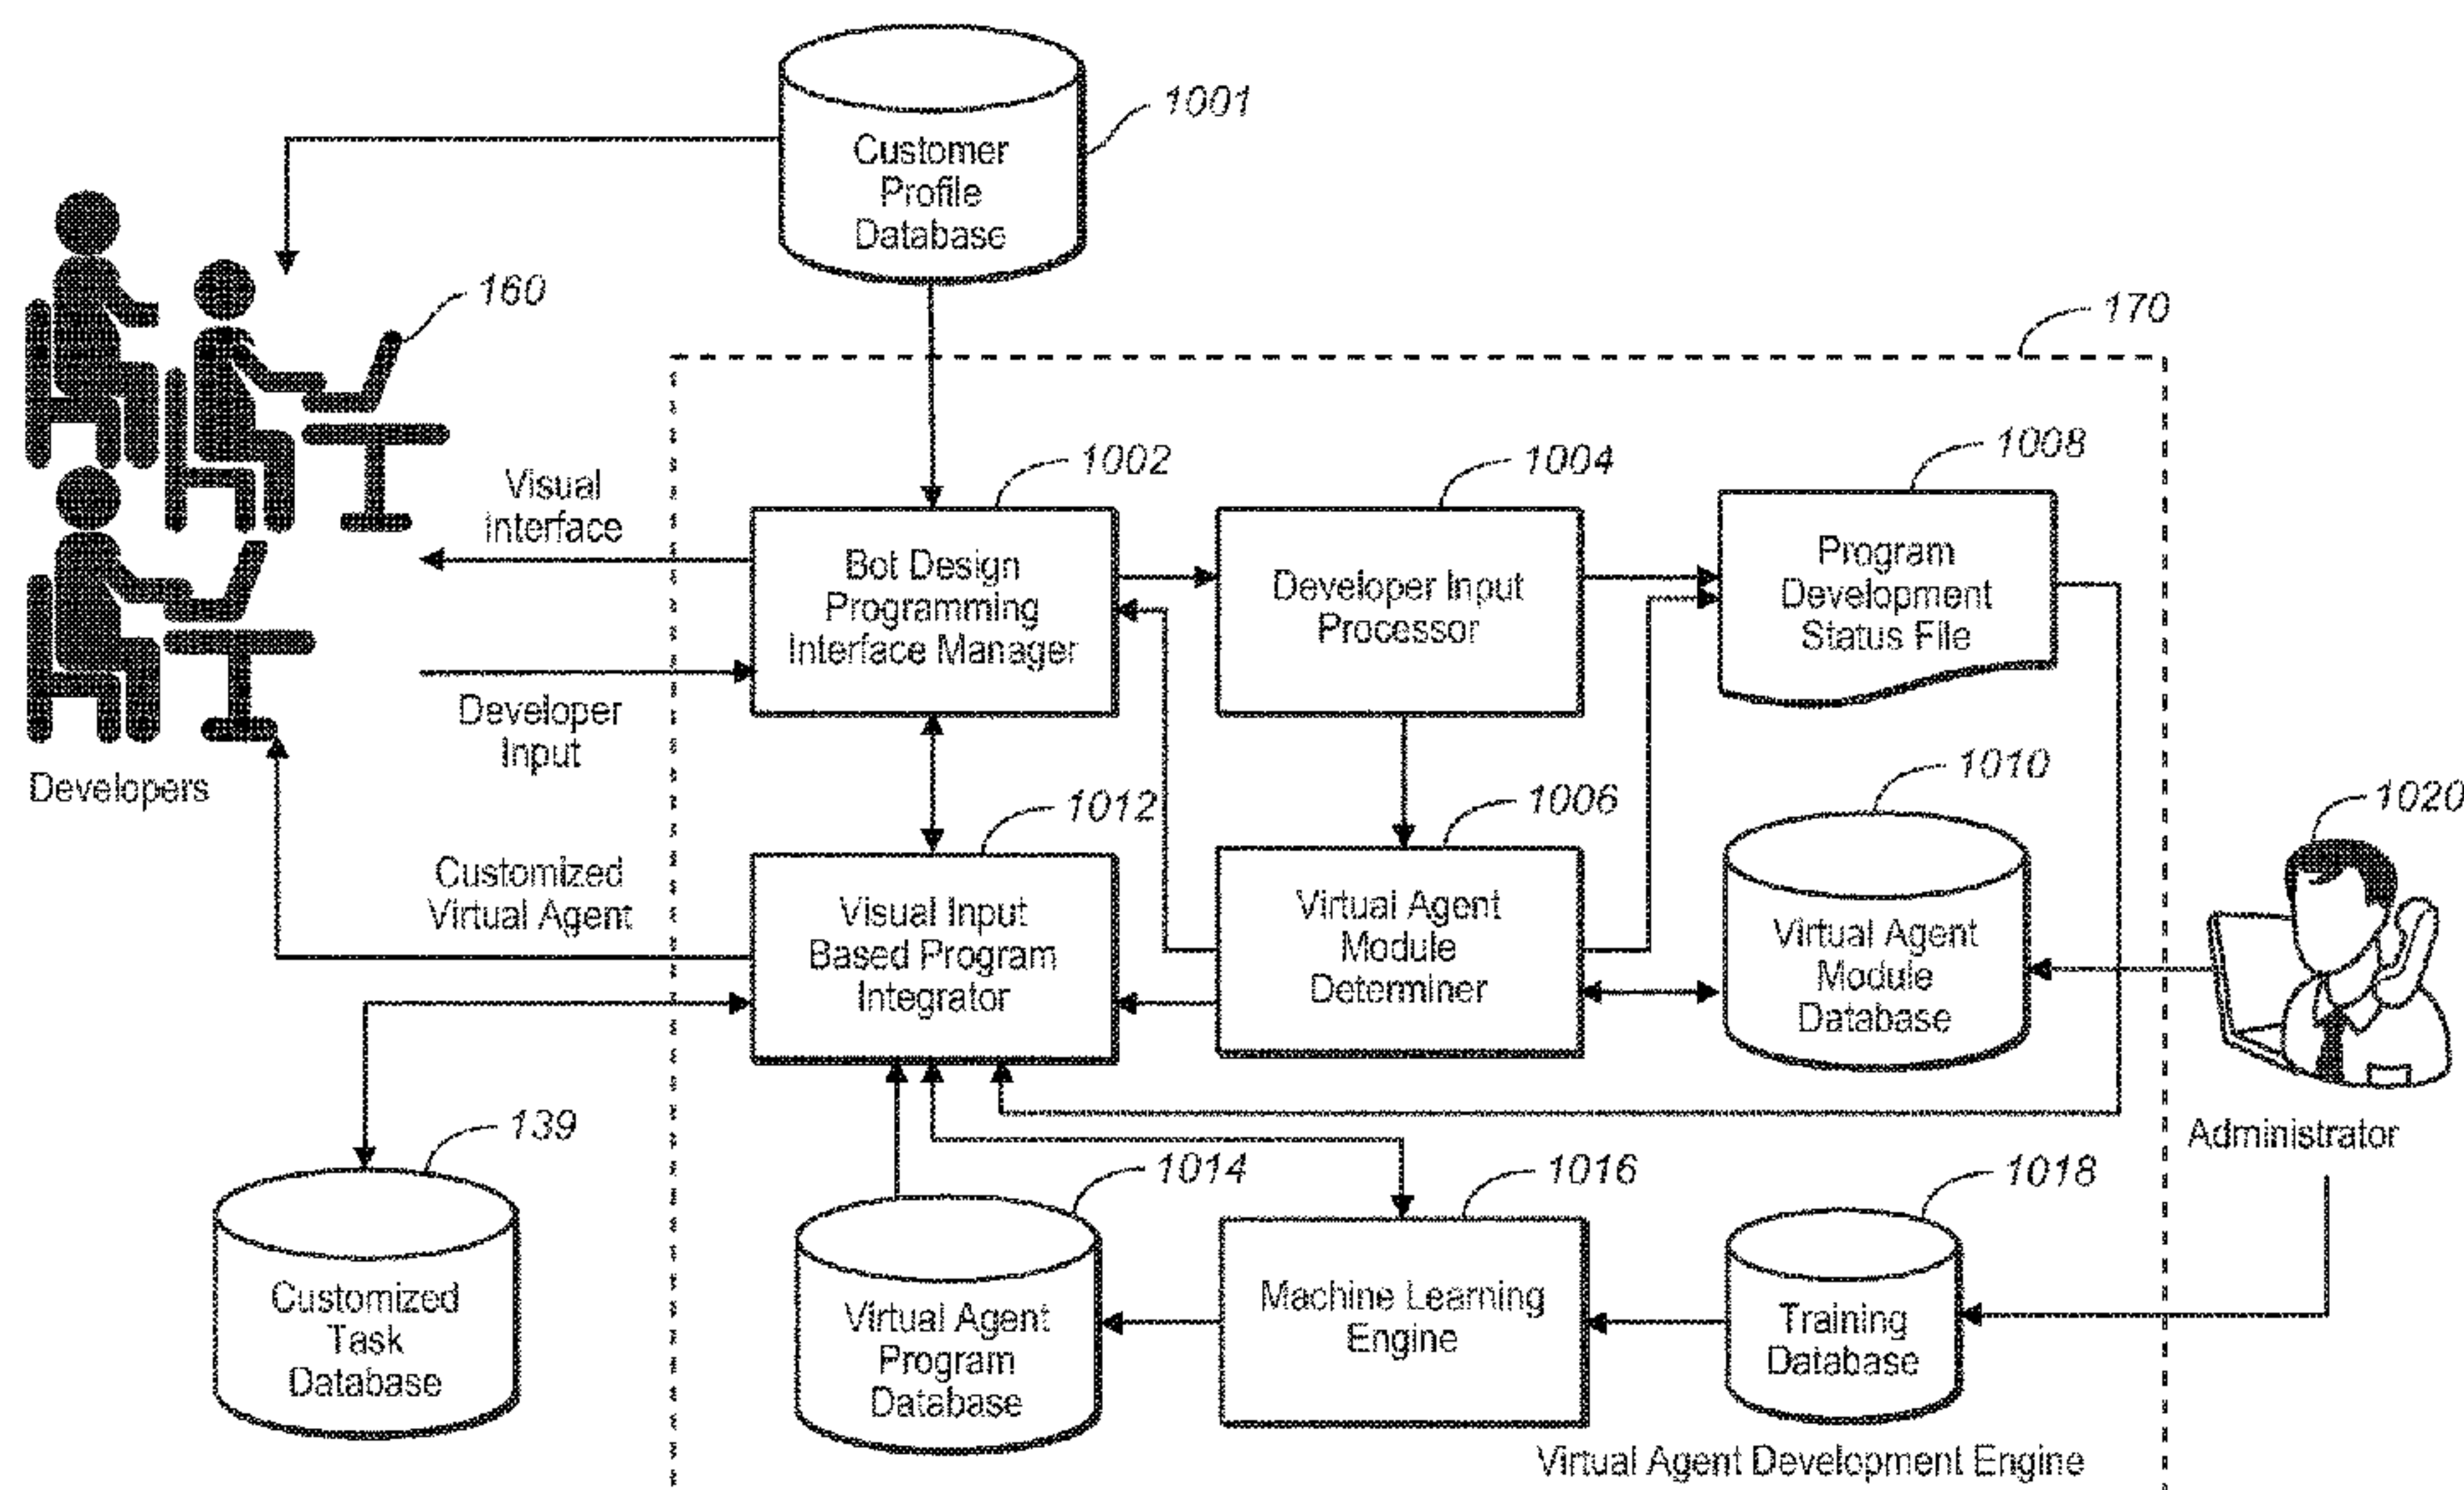 1001
Customer
Profile
Database
160
170
1002
1004
1008
Visual
Interface
Bot Design
Programming
Interface Manager
Developer Input
Processor
Program
Development
Status File
Developer
Input
Developers
1012
1006
1010
1020
Customized
Virtual Agent
Visual Input
Based Program
Integrator
Virtual Agent
Module
Determiner
Virtual Agent
Module
Database
Administrator
139
1014
1016
1018
Customized
Task
Database
Virtual Agent
Program
Database
Machine Learning
Engine
Training
Database
Virtual Agent Development Engine